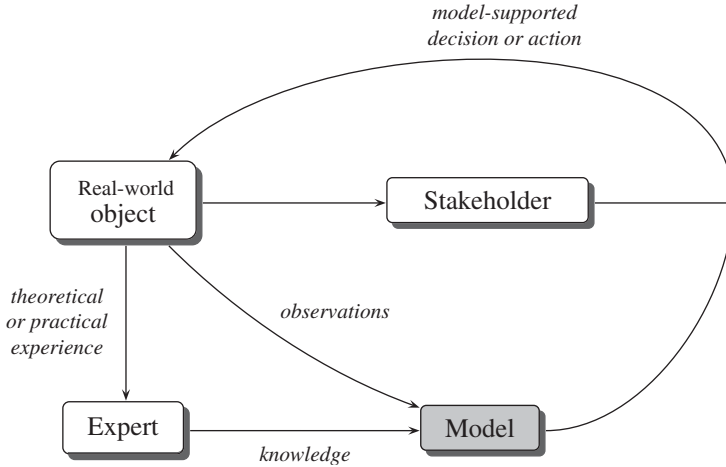 model-supported
decision or action
Real-world
object
Stakeholder
theoretical
or practical
experience
observations
Expert
Model
knowledge